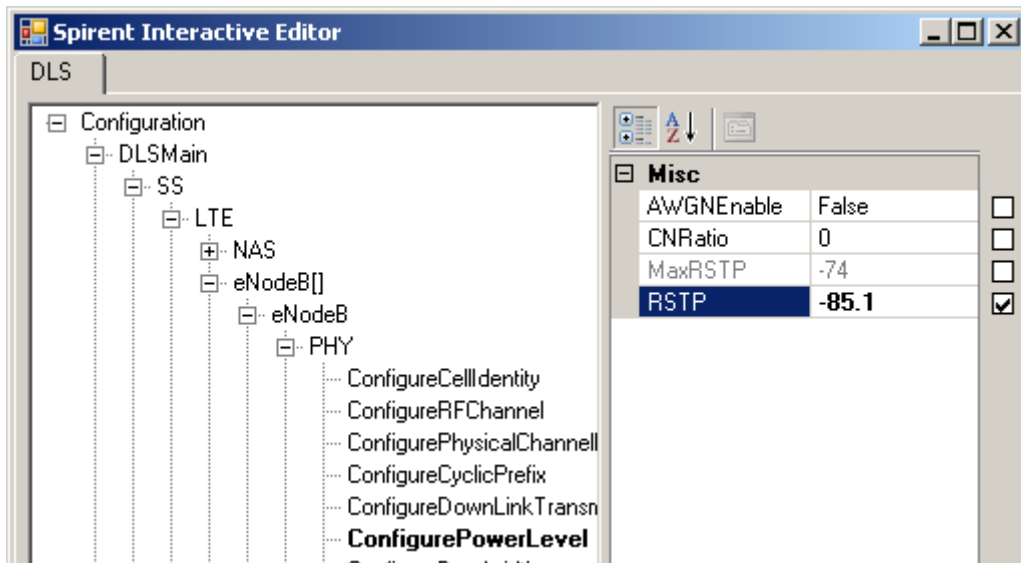 Spirent Interactive Editor
DLS
Configuration
DLSMain
SS
LTE
NAS
eNodeB[]
eNodeB
PHY
ConfigureCellIdentity
ConfigureRFChannel
ConfigurePhysicalChannell
ConfigureCyclicPrefix
ConfigureDownLinkTransn
ConfigurePowerLevel
A
Z
Misc
AWGNEnable False
CNRatio 0
MaxRSTP -74
RSTP -85.1